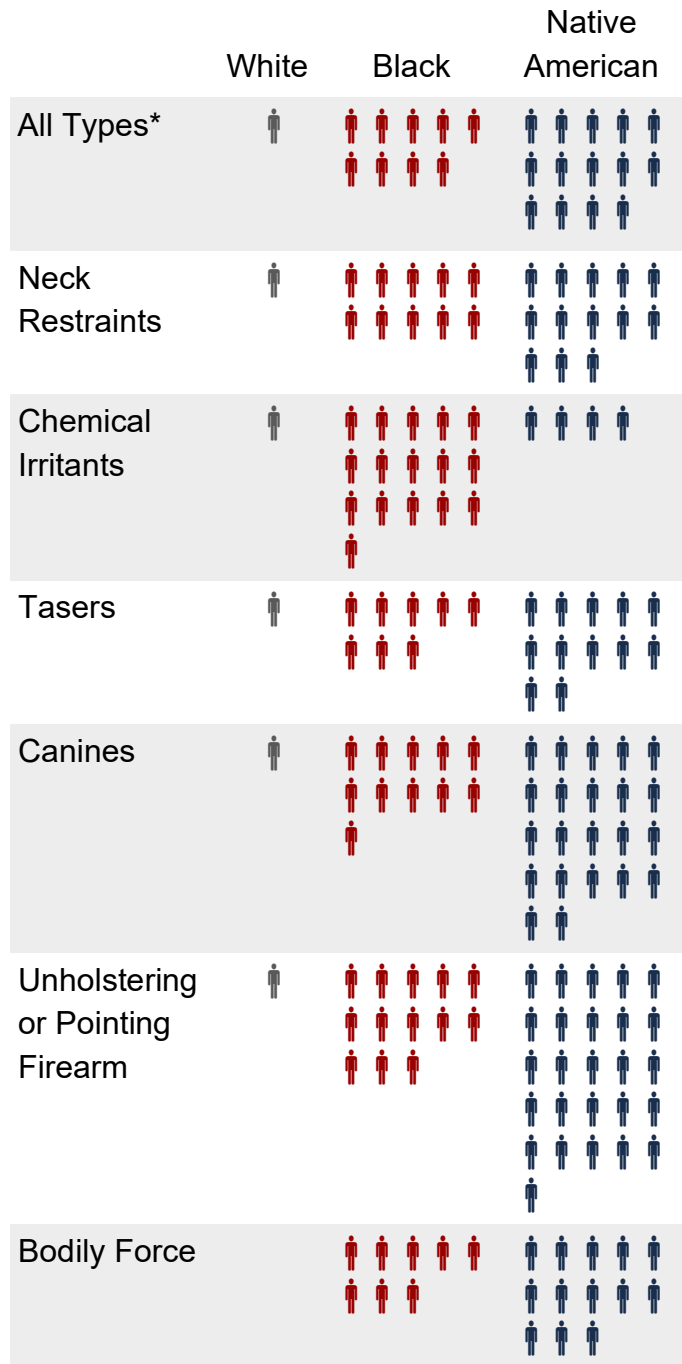 Native
White Black American
All Types*
Neck
Restraints
Chemical
Irritants
Tasers
Canines
Unholstering
or Pointing
Firearm
Bodily Force